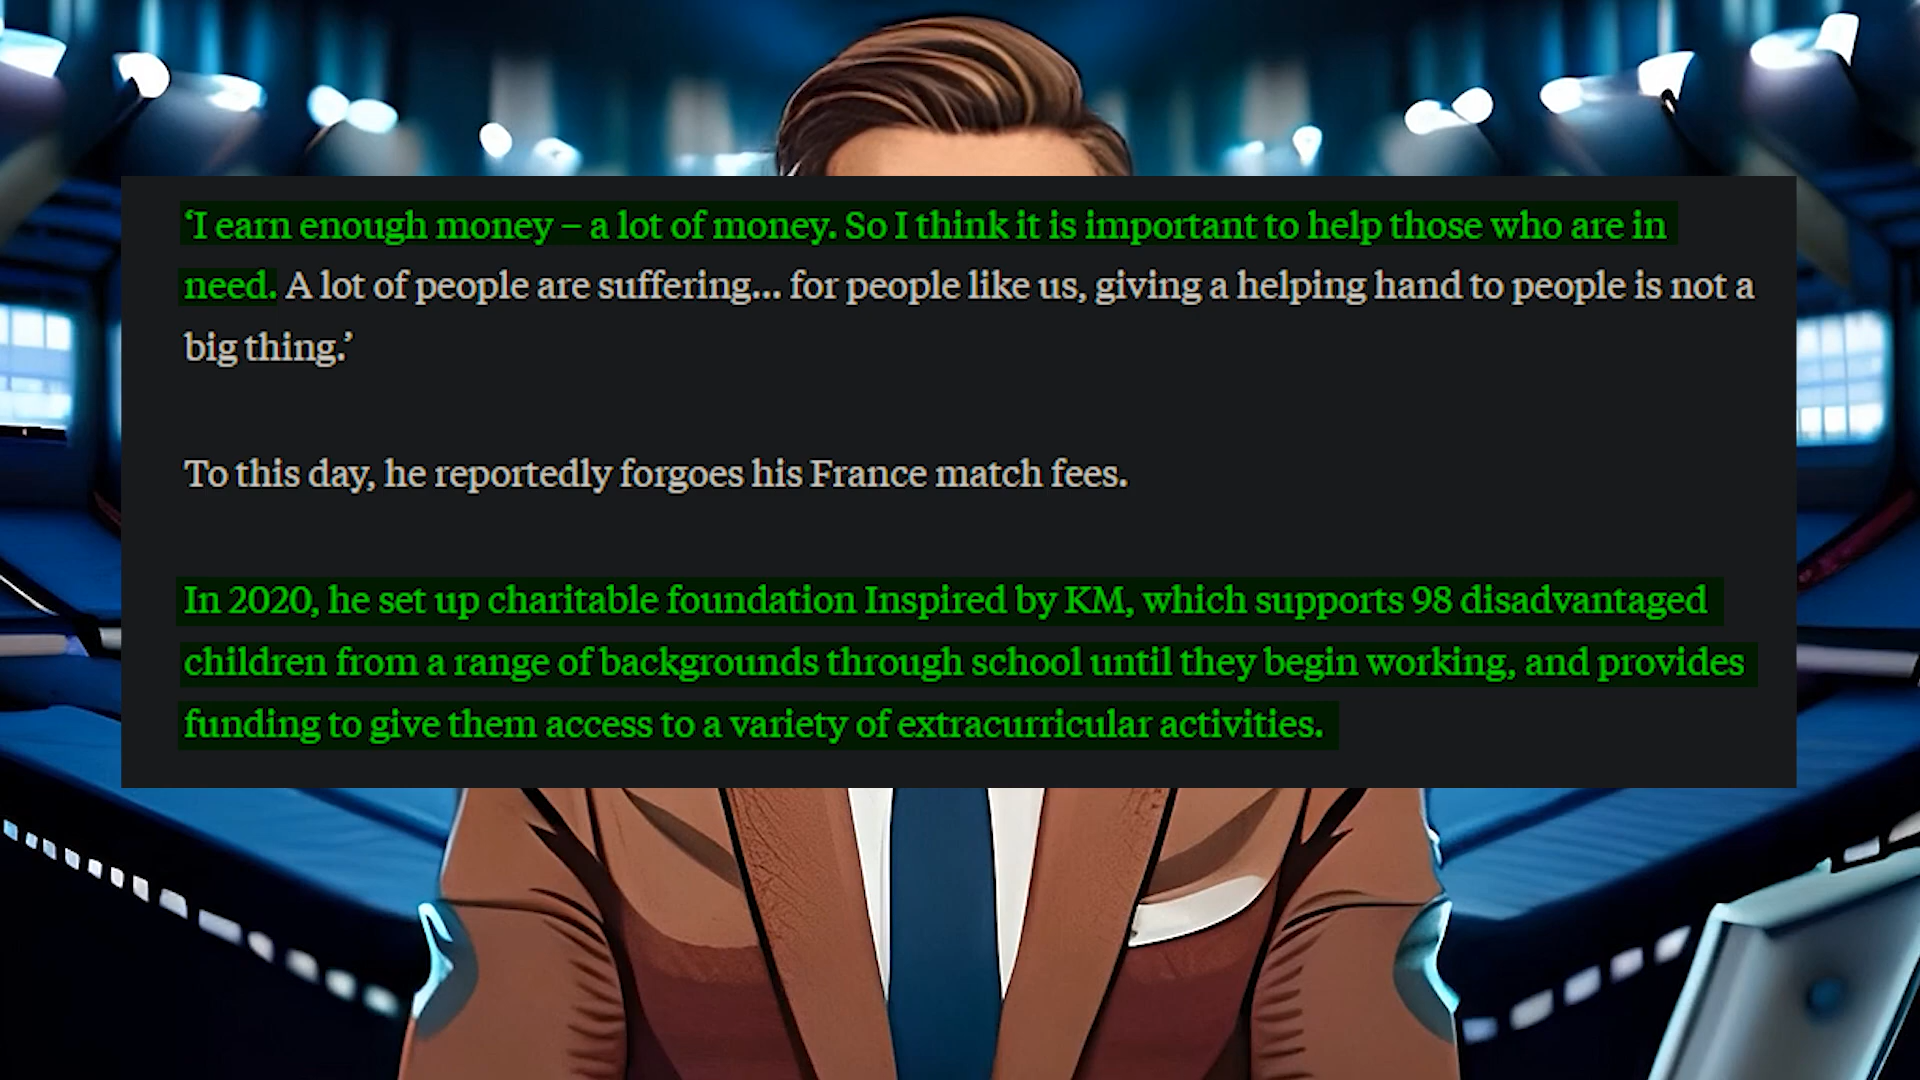 ‘I earn enough money – a lot of money. So I think it is important to help those who are in
need. A lot of people are suffering... for people like us, giving a helping hand to people is not a
big thing.’
To this day, he reportedly forgoes his France match fees.
In 2020, he set up charitable foundation Inspired by KM, which supports 98 disadvantaged
children from a range of backgrounds through school until they begin working, and provides
funding to give them access to a variety of extracurricular activities.